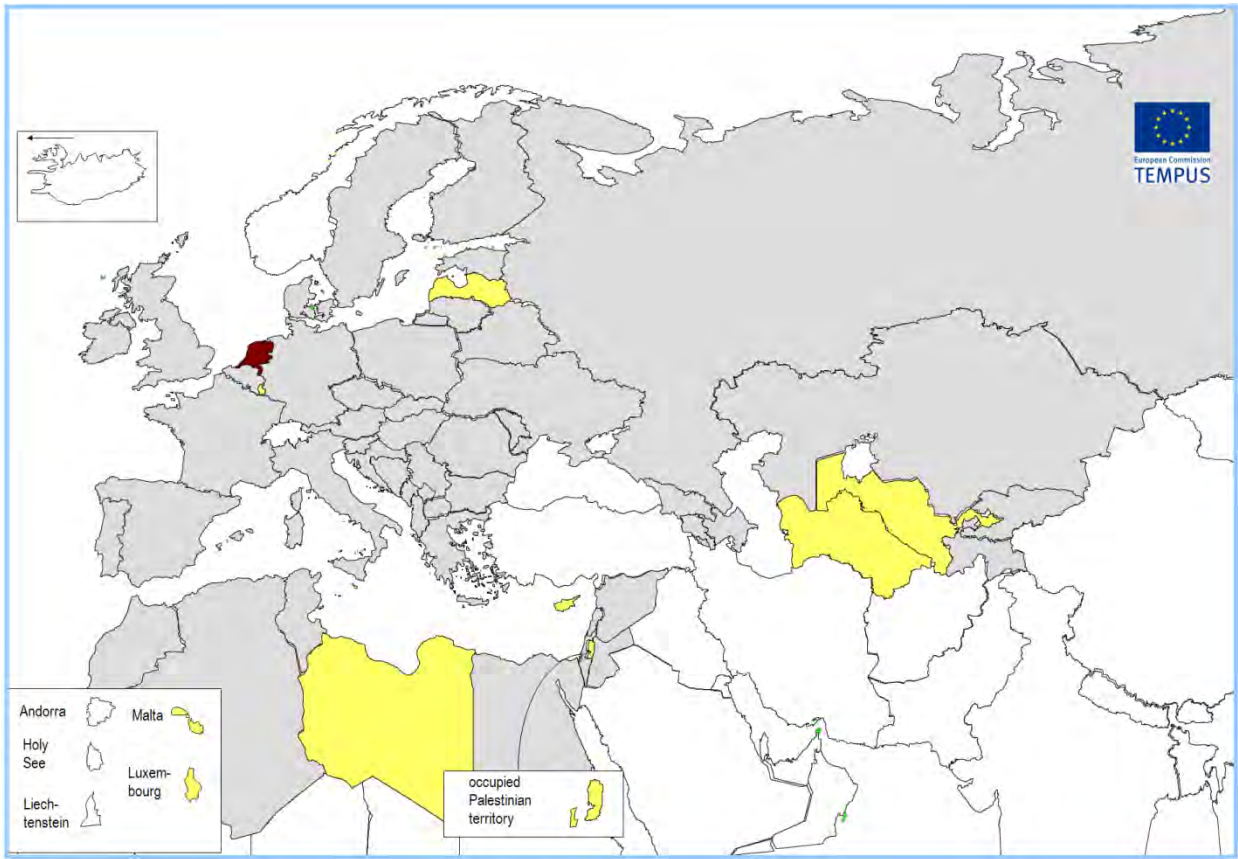 European Commission
TEMPUS
Andorra
Malta
Holy
See
Luxem-
bourg
Liech-
tenstein
occupied
Palestinian
territory